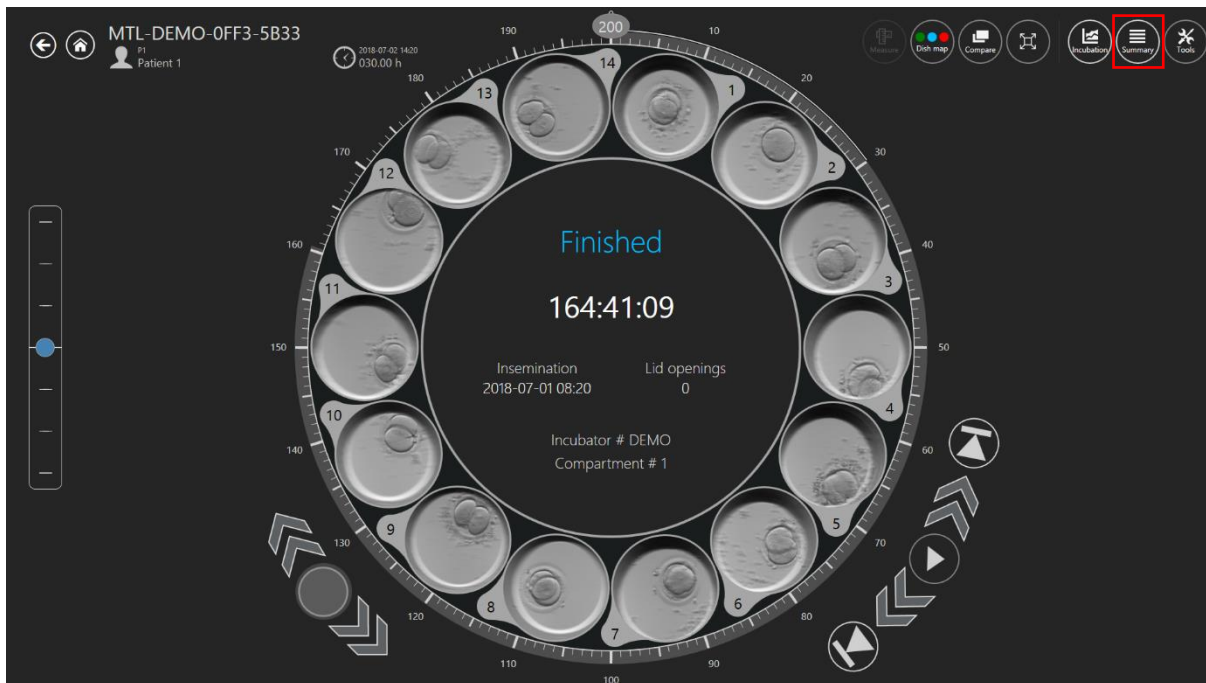 MTL-DEMO-0FF3-5B33
P1
Patient 1
2018-07-02 14:20
030.00 h
Measure
Dish map
Compare
Incubation
Summary
Tools
200
10
20
30
40
50
60
70
80
90
100
110
120
130
140
150
160
170
180
190
1
2
3
4
5
6
7
8
9
10
11
12
13
14
Finished
164:41:09
Insemination Lid openings
2018-07-01 08:20 0
Incubator # DEMO
Compartment # 1